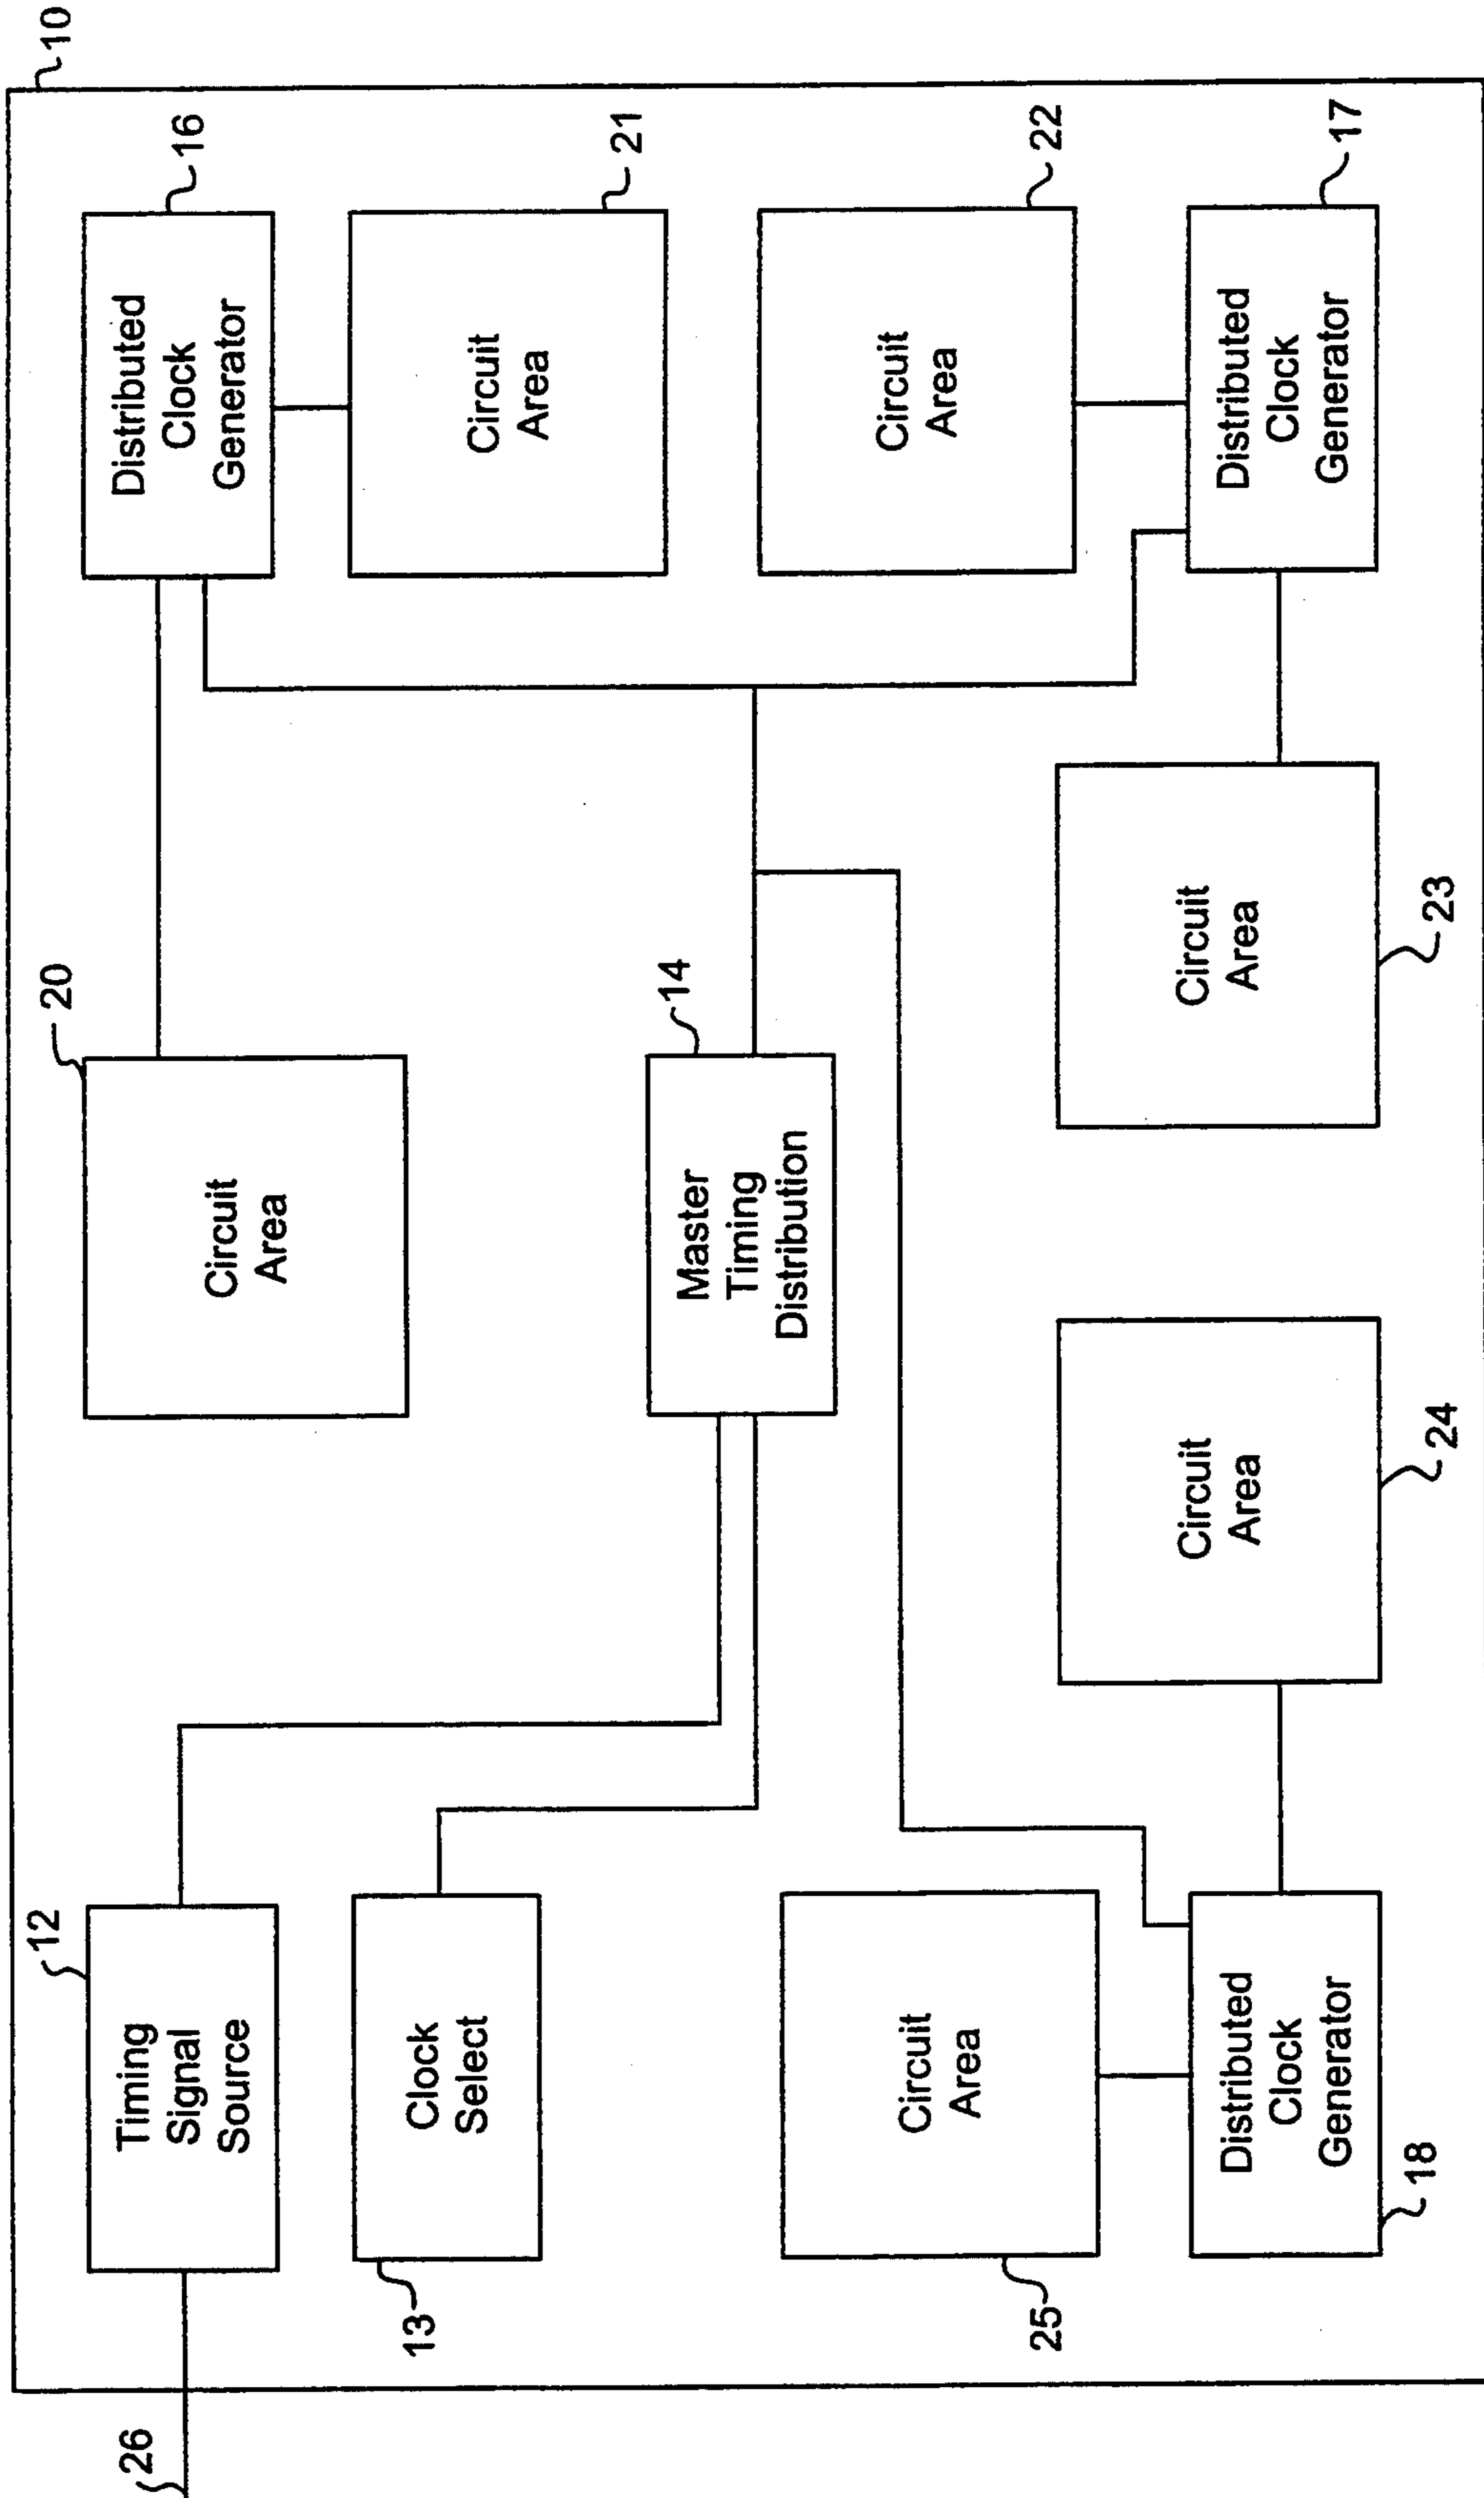 10
26
12
Timing
Signal
Source
20
Circuit
Area
Distributed
Clock
Generator
16
13
Clock
Select
14
Master
Timing
Distribution
Circuit
Area
21
25
Circuit
Area
Circuit
Area
22
18
Distributed
Clock
Generator
Circuit
Area
24
Circuit
Area
23
Distributed
Clock
Generator
17